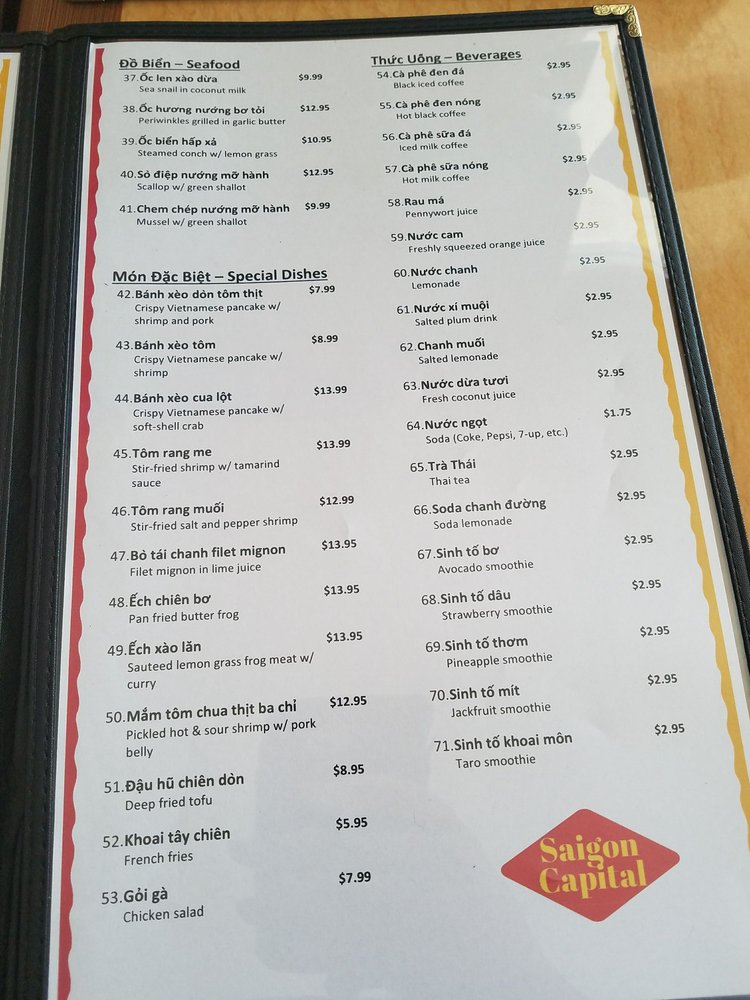 Đồ Biển – Seafood
37.Ốc len xào dừa $9.99
Sea snail in coconut milk
38.Ốc hương nướng bơ tỏi $12.95
Periwinkles grilled in garlic butter
39.Ốc biển hấp xả $10.95
Steamed conch w/ lemon grass
40.Sò điệp nướng mỡ hành $12.95
Scallop w/ green shallot
41.Chem chép nướng mỡ hành $9.99
Mussel w/ green shallot
Món Đặc Biệt – Special Dishes
42.Bánh xèo dòn tôm thịt $7.99
Crispy Vietnamese pancake w/
shrimp and pork
43.Bánh xèo tôm $8.99
Crispy Vietnamese pancake w/
shrimp
44.Bánh xèo cua lột $13.99
Crispy Vietnamese pancake w/
soft-shell crab
45.Tôm rang me $13.99
Stir-fried shrimp w/ tamarind
sauce
46.Tôm rang muối $12.99
Stir-fried salt and pepper shrimp
47.Bò tái chanh filet mignon $13.95
Filet mignon in lime juice
48.Ếch chiên bơ $13.95
Pan fried butter frog
49.Ếch xào lăn $13.95
Sauteed lemon grass frog meat w/
curry
50.Mắm tôm chua thịt ba chỉ $12.95
Pickled hot & sour shrimp w/ pork
belly
51.Đậu hũ chiên dòn $8.95
Deep fried tofu
52.Khoai tây chiên $5.95
French fries
53.Gỏi gà $7.99
Chicken salad
Thức Uống – Beverages
54.Cà phê đen đá $2.95
Black iced coffee
55.Cà phê đen nóng $2.95
Hot black coffee
56.Cà phê sữa đá $2.95
Iced milk coffee
57.Cà phê sữa nóng $2.95
Hot milk coffee
58.Rau má $2.95
Pennywort juice
59.Nước cam $2.95
Freshly squeezed orange juice
60.Nước chanh $2.95
Lemonade
61.Nước xí muội $2.95
Salted plum drink
62.Chanh muối $2.95
Salted lemonade
63.Nước dừa tươi $2.95
Fresh coconut juice
64.Nước ngọt $1.75
Soda (Coke, Pepsi, 7-up, etc.)
65.Trà Thái $2.95
Thai tea
66.Soda chanh đường $2.95
Soda lemonade
67.Sinh tố bơ $2.95
Avocado smoothie
68.Sinh tố dâu $2.95
Strawberry smoothie
69.Sinh tố thơm $2.95
Pineapple smoothie
70.Sinh tố mít $2.95
Jackfruit smoothie
71.Sinh tố khoai môn $2.95
Taro smoothie
Saigon
Capital